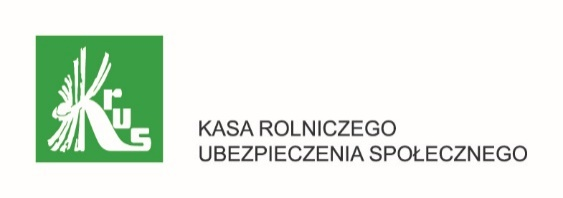 Krus
KASA ROLNICZEGO
UBEZPIECZENIA SPOŁECZNEGO